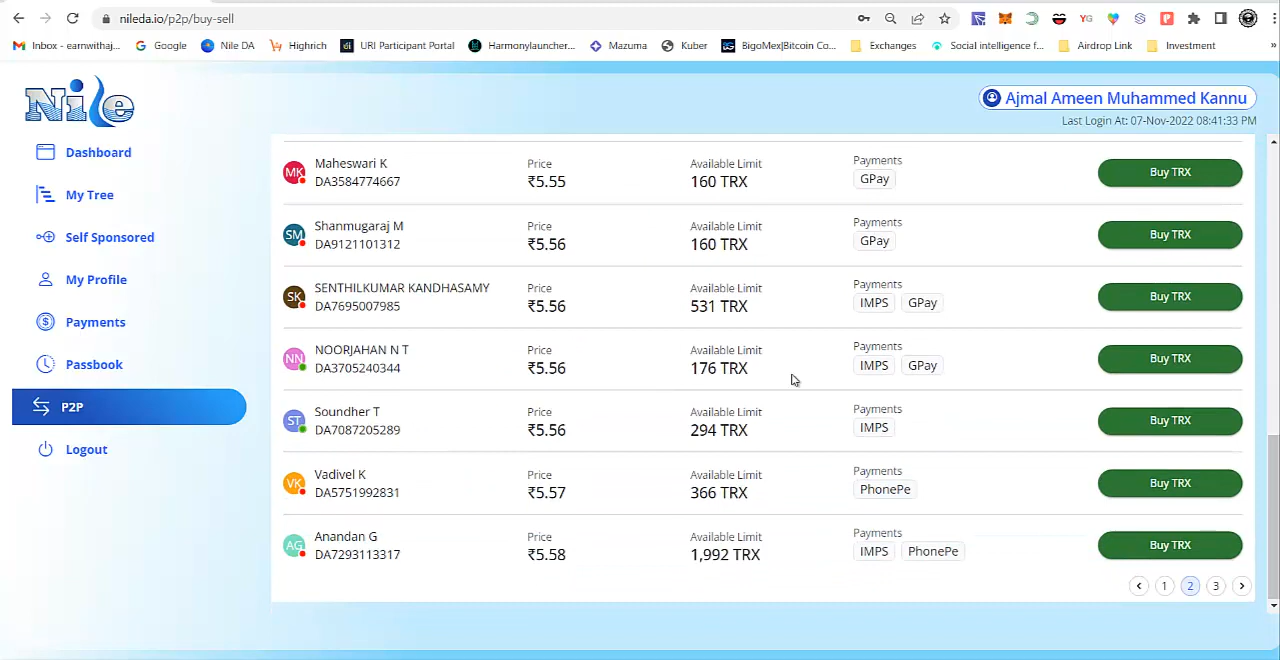 nileda.io/p2p/buy-sell
YG
Inbox - earnwithaj...
Google
Nile DA
Highrich
URI Participant Portal
Harmonylauncher...
Mazuma
Kuber
BigoMex|Bitcoin Co...
Exchanges
Social intelligence f...
Airdrop Link
Investment
»
Nile
Ajmal Ameen Muhammed Kannu
Last Login At: 07-Nov-2022 08:41:33 PM
Dashboard
My Tree
Self Sponsored
My Profile
Payments
Passbook
P2P
Logout
MK
Maheswari K
DA3584774667
Price
₹5.55
Available Limit
160 TRX
Payments
GPay
Buy TRX
SM
Shanmugaraj M
DA9121101312
Price
₹5.56
Available Limit
160 TRX
Payments
GPay
Buy TRX
SK
SENTHILKUMAR KANDHASAMY
DA7695007985
Price
₹5.56
Available Limit
531 TRX
Payments
IMPS GPay
Buy TRX
NN
NOORJAHAN N T
DA3705240344
Price
₹5.56
Available Limit
176 TRX
Payments
IMPS GPay
Buy TRX
ST
Soundher T
DA7087205289
Price
₹5.56
Available Limit
294 TRX
Payments
IMPS
Buy TRX
VK
Vadivel K
DA5751992831
Price
₹5.57
Available Limit
366 TRX
Payments
PhonePe
Buy TRX
AG
Anandan G
DA7293113317
Price
₹5.58
Available Limit
1,992 TRX
Payments
IMPS PhonePe
Buy TRX
1 2 3